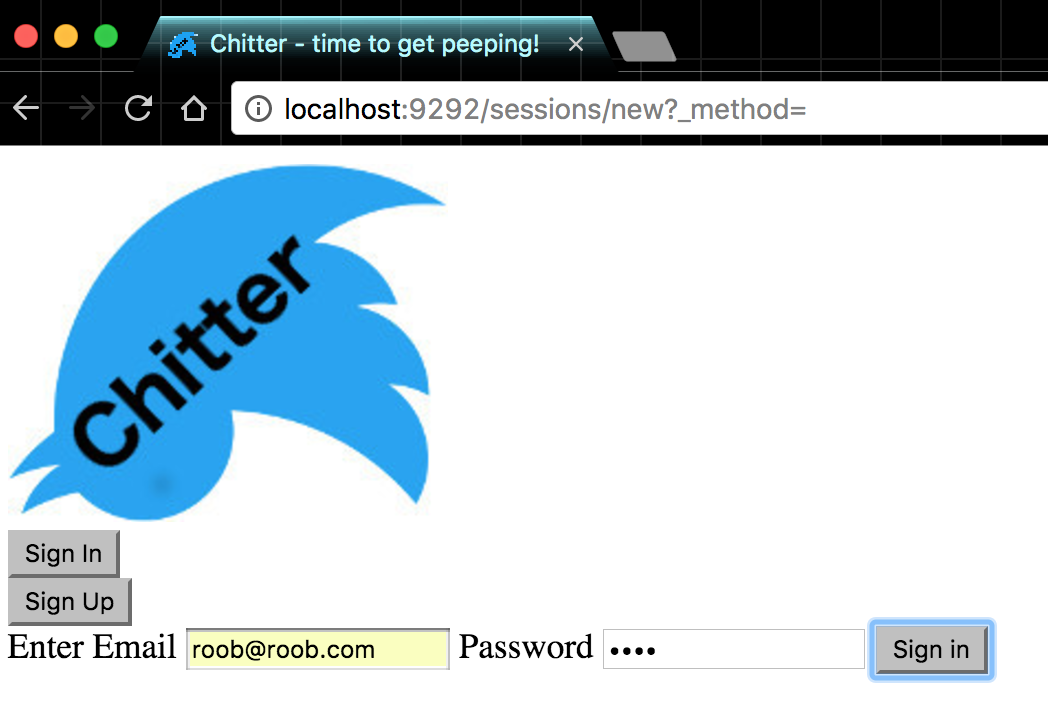 Chitter - time to get peeping!
localhost:9292/sessions/new?_method=
Chitter
Sign In
Sign Up
Enter Email roob@roob.com Password •••• Sign in